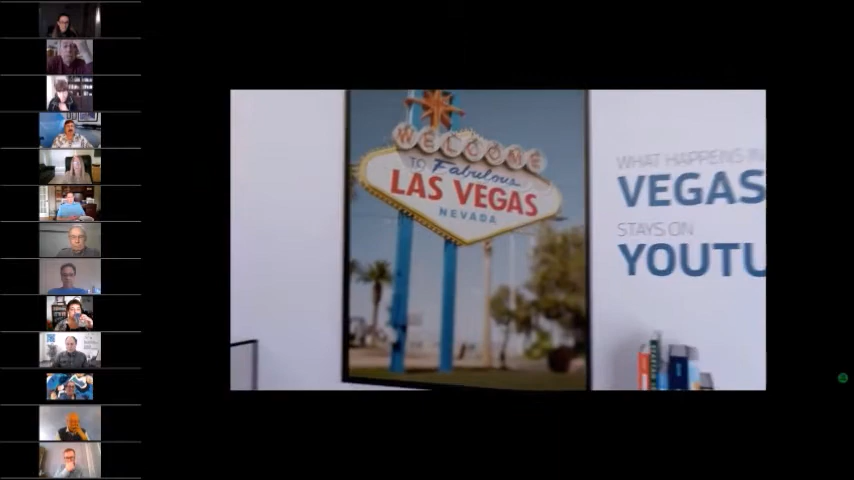 WELCOME
TO Fabulous
LAS VEGAS
NEVADA
WHAT HAPPENS IN
VEGAS
STAYS ON
YOUTU